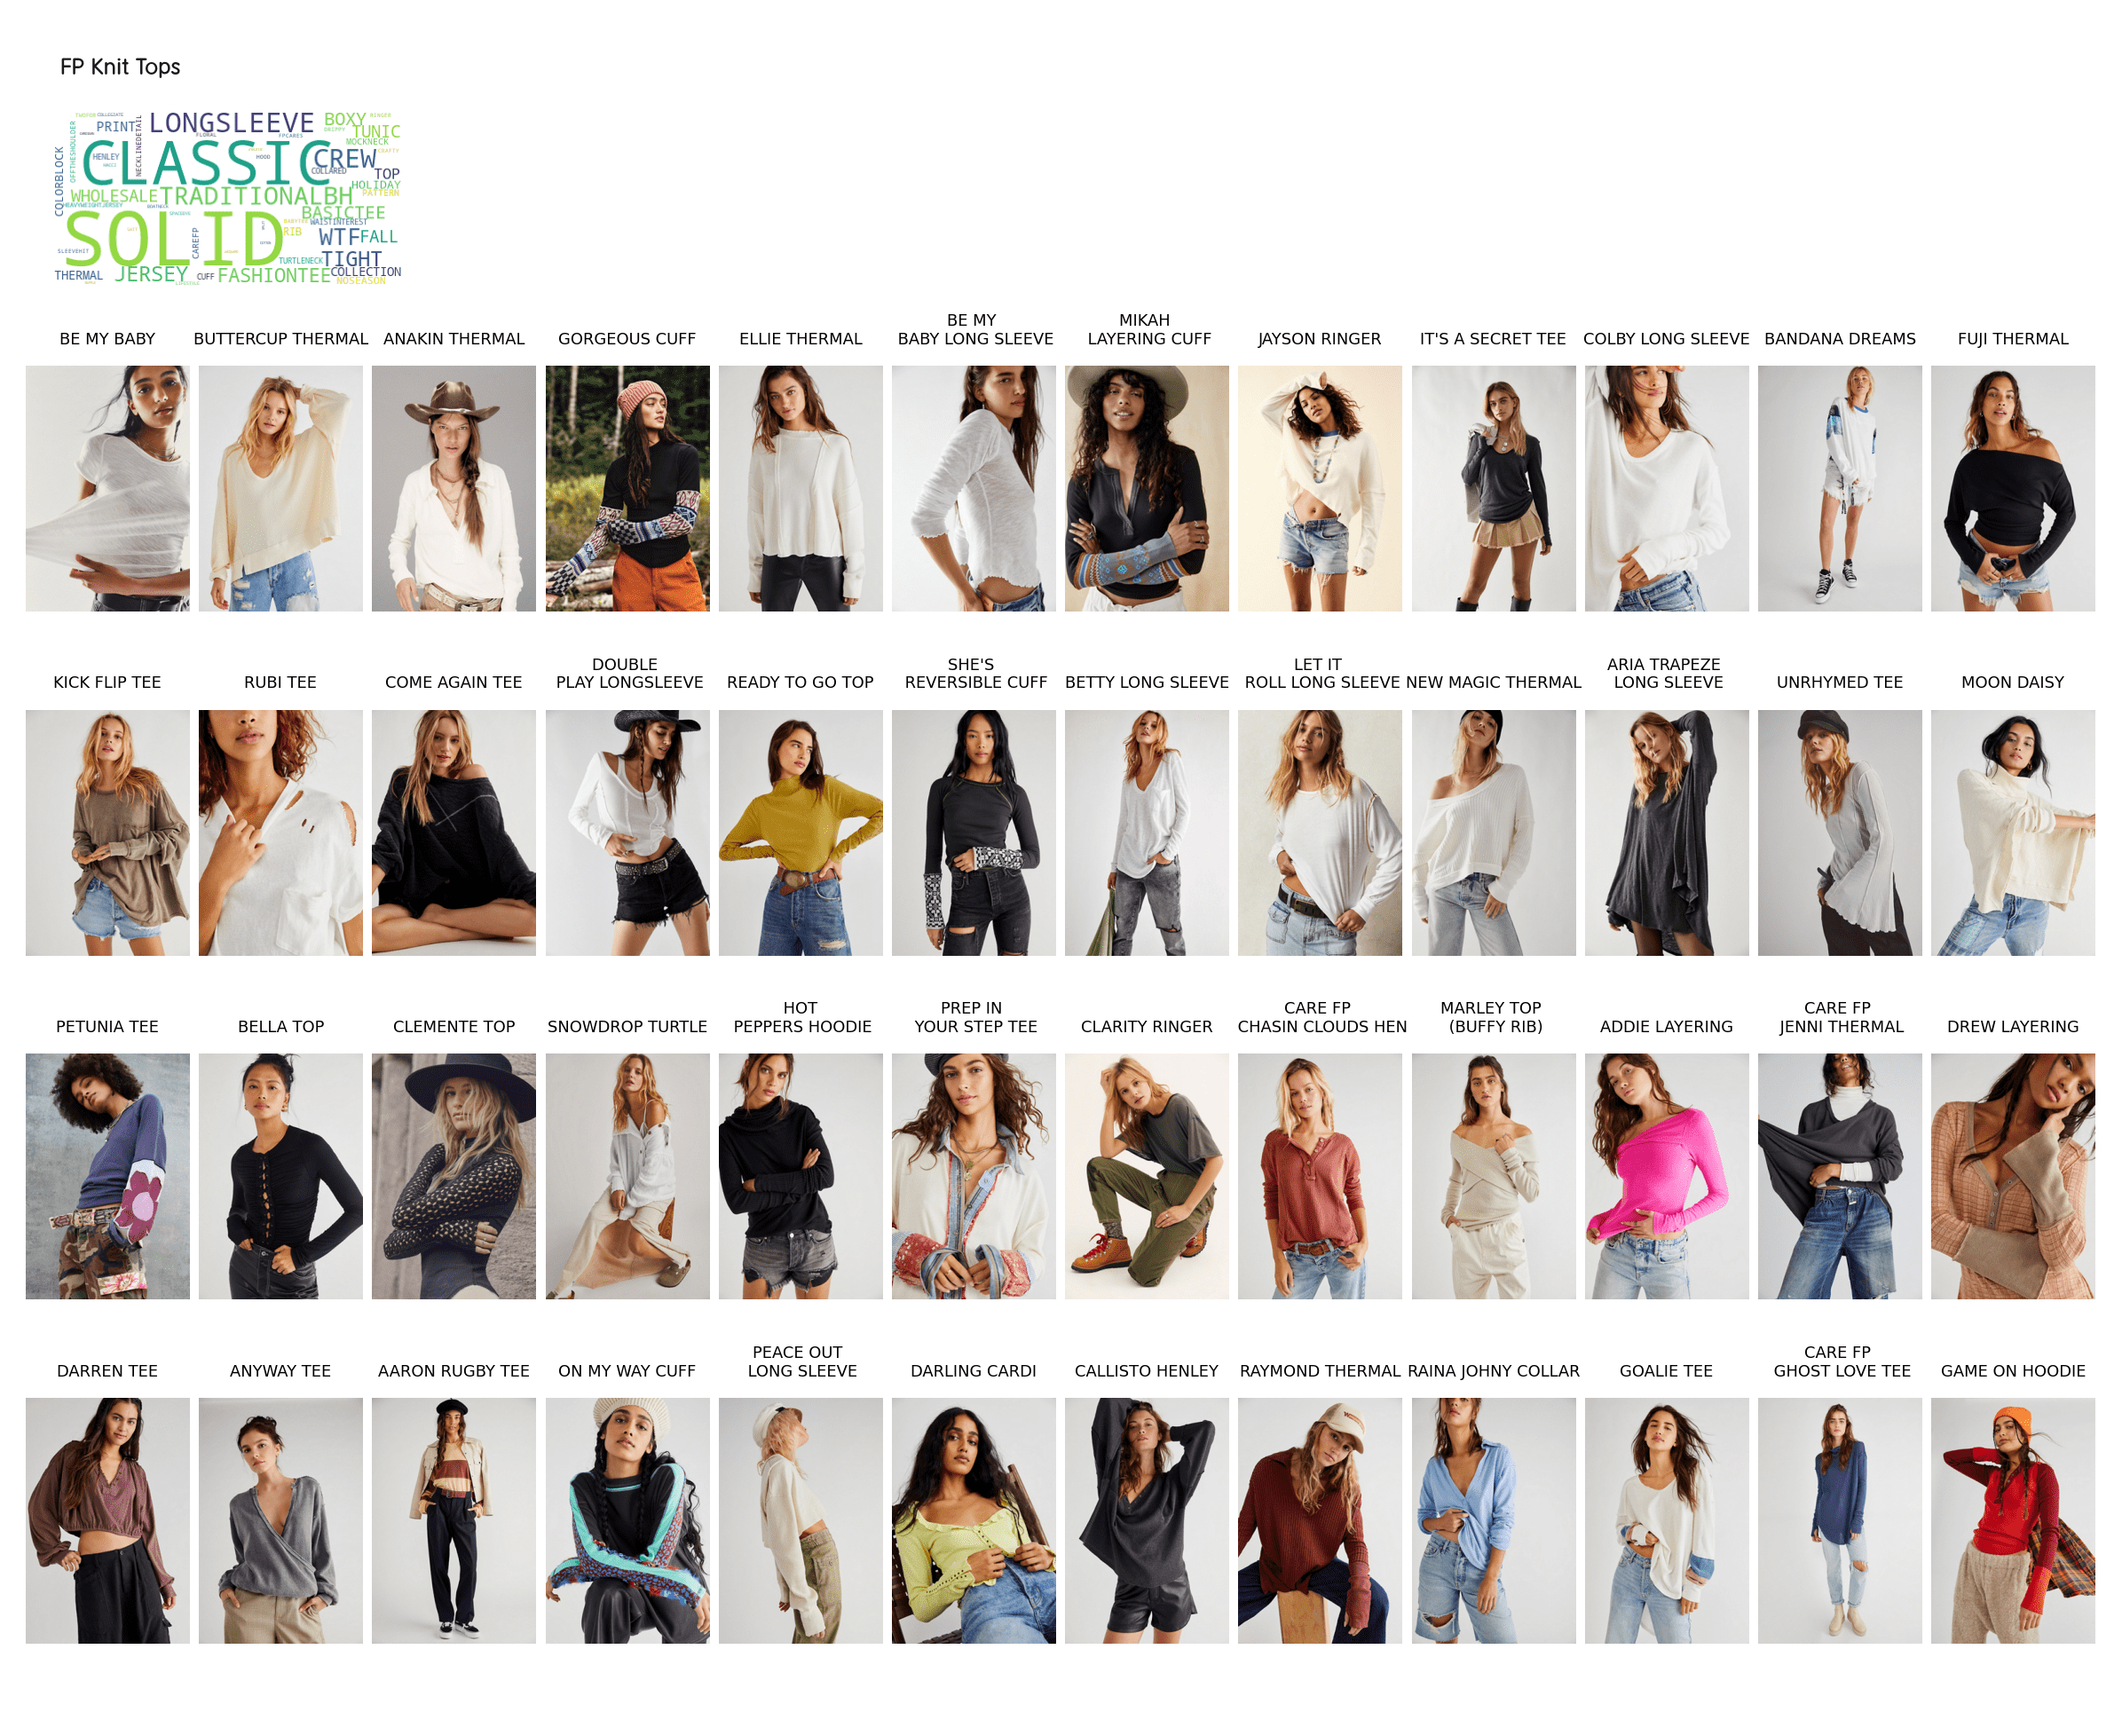 FP Knit Tops
LONGSLEEVE
BOXY
PRINT
TUNIC
MOCKNECK
CLASSIC
CREW
HENLEY
HOOD
COLLARED
TOP
HOLIDAY
PATTERN
COLORBLOCK
OFFTHESHOULDER
NECKLINEDETAIL
WHOLESALE
TRADITIONALBH
HEAVYWEIGHTJERSEY
BASICTEE
WAISTINTEREST
SOLID
RIB
WTF
FALL
CAREFP
SLEEVEHIT
TURTLENECK
TIGHT
THERMAL
JERSEY
CUFF
FASHIONTEE
COLLECTION
NOSEASON
BE MY BABY
BUTTERCUP THERMAL
ANAKIN THERMAL
GORGEOUS CUFF
ELLIE THERMAL
BE MY
BABY LONG SLEEVE
MIKAH
LAYERING CUFF
JAYSON RINGER
IT'S A SECRET TEE
COLBY LONG SLEEVE
BANDANA DREAMS
FUJI THERMAL
KICK FLIP TEE
RUBI TEE
COME AGAIN TEE
DOUBLE
PLAY LONGSLEEVE
READY TO GO TOP
SHE'S
REVERSIBLE CUFF
BETTY LONG SLEEVE
LET IT
ROLL LONG SLEEVE
NEW MAGIC THERMAL
ARIA TRAPEZE
LONG SLEEVE
UNRHYMED TEE
MOON DAISY
PETUNIA TEE
BELLA TOP
CLEMENTE TOP
SNOWDROP TURTLE
HOT
PEPPERS HOODIE
PREP IN
YOUR STEP TEE
CLARITY RINGER
CARE FP
CHASIN CLOUDS HEN
MARLEY TOP
(BUFFY RIB)
ADDIE LAYERING
CARE FP
JENNI THERMAL
DREW LAYERING
DARREN TEE
ANYWAY TEE
AARON RUGBY TEE
ON MY WAY CUFF
PEACE OUT
LONG SLEEVE
DARLING CARDI
CALLISTO HENLEY
RAYMOND THERMAL
RAINA JOHNY COLLAR
GOALIE TEE
CARE FP
GHOST LOVE TEE
GAME ON HOODIE